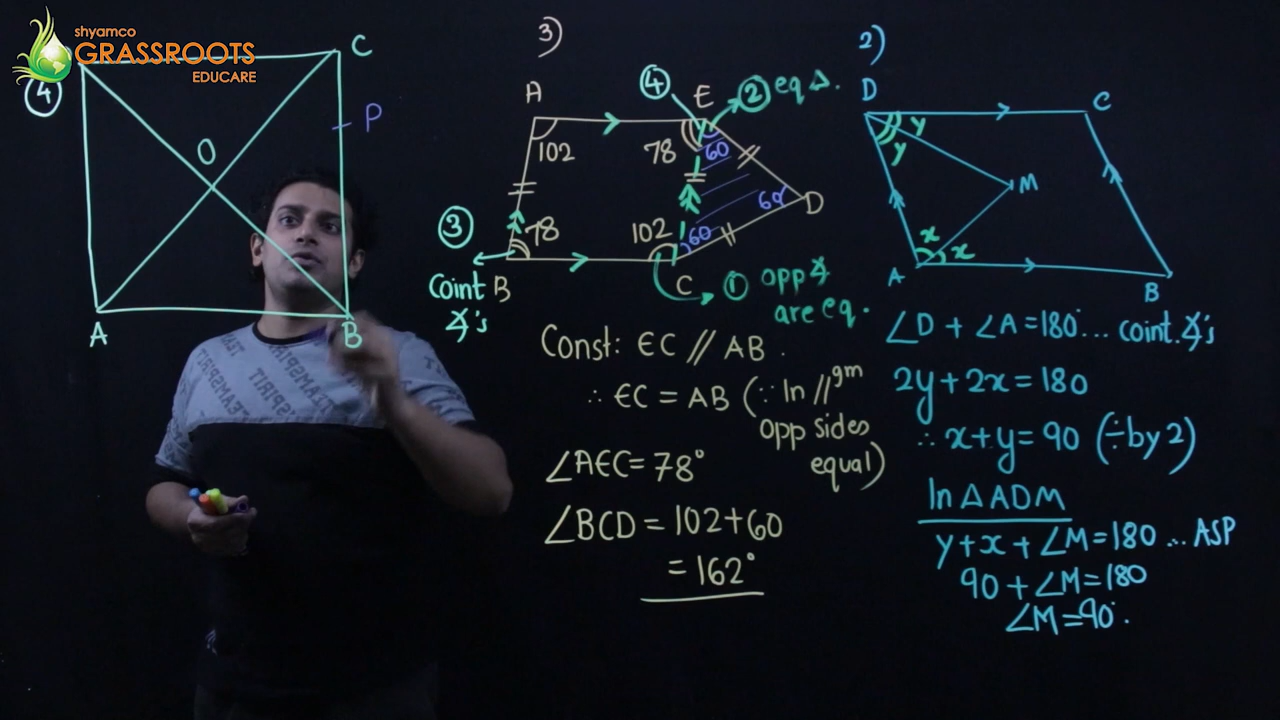 shyamco
GRASSROOTS
EDUCARE
4
C
P
O
A
B
3)
A
E
4
2 eq △.
102
78
60
60
D
3
78
102
60
Coint
∡'s
B
C
1 opp ∡
are eq.
Const: EC // AB.
∴ EC = AB (∵ In //gm
opp sides
equal)
∠AEC = 78°
∠BCD = 102+60
= 162°
2)
D
C
y
y
M
x
x
A
B
∠D + ∠A = 180° ... coint. ∡'s
2y + 2x = 180
∴ x+y = 90 (÷ by 2)
In △ ADM
y+x+∠M = 180 ... ASP
90 + ∠M = 180
∠M = 90°.